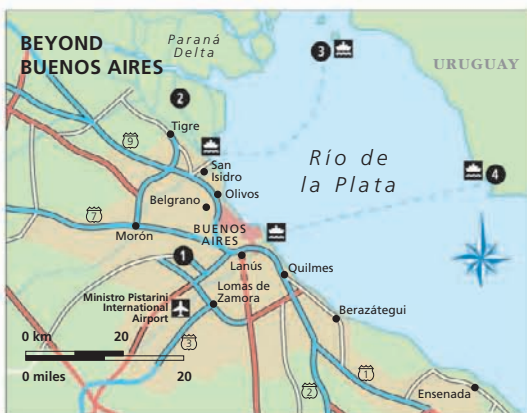 BEYOND
BUENOS AIRES
Paraná
Delta
3
URUGUAY
2
Tigre
9
San
Isidro
Río de
la Plata
4
Olivos
Belgrano
7
BUENOS
AIRES
Morón
1
Lanús
Quilmes
Ministro Pistarini
International
Airport
Lomas de
Zamora
Berazátegui
0 km
20
3
0 miles
20
2
1
Ensenada